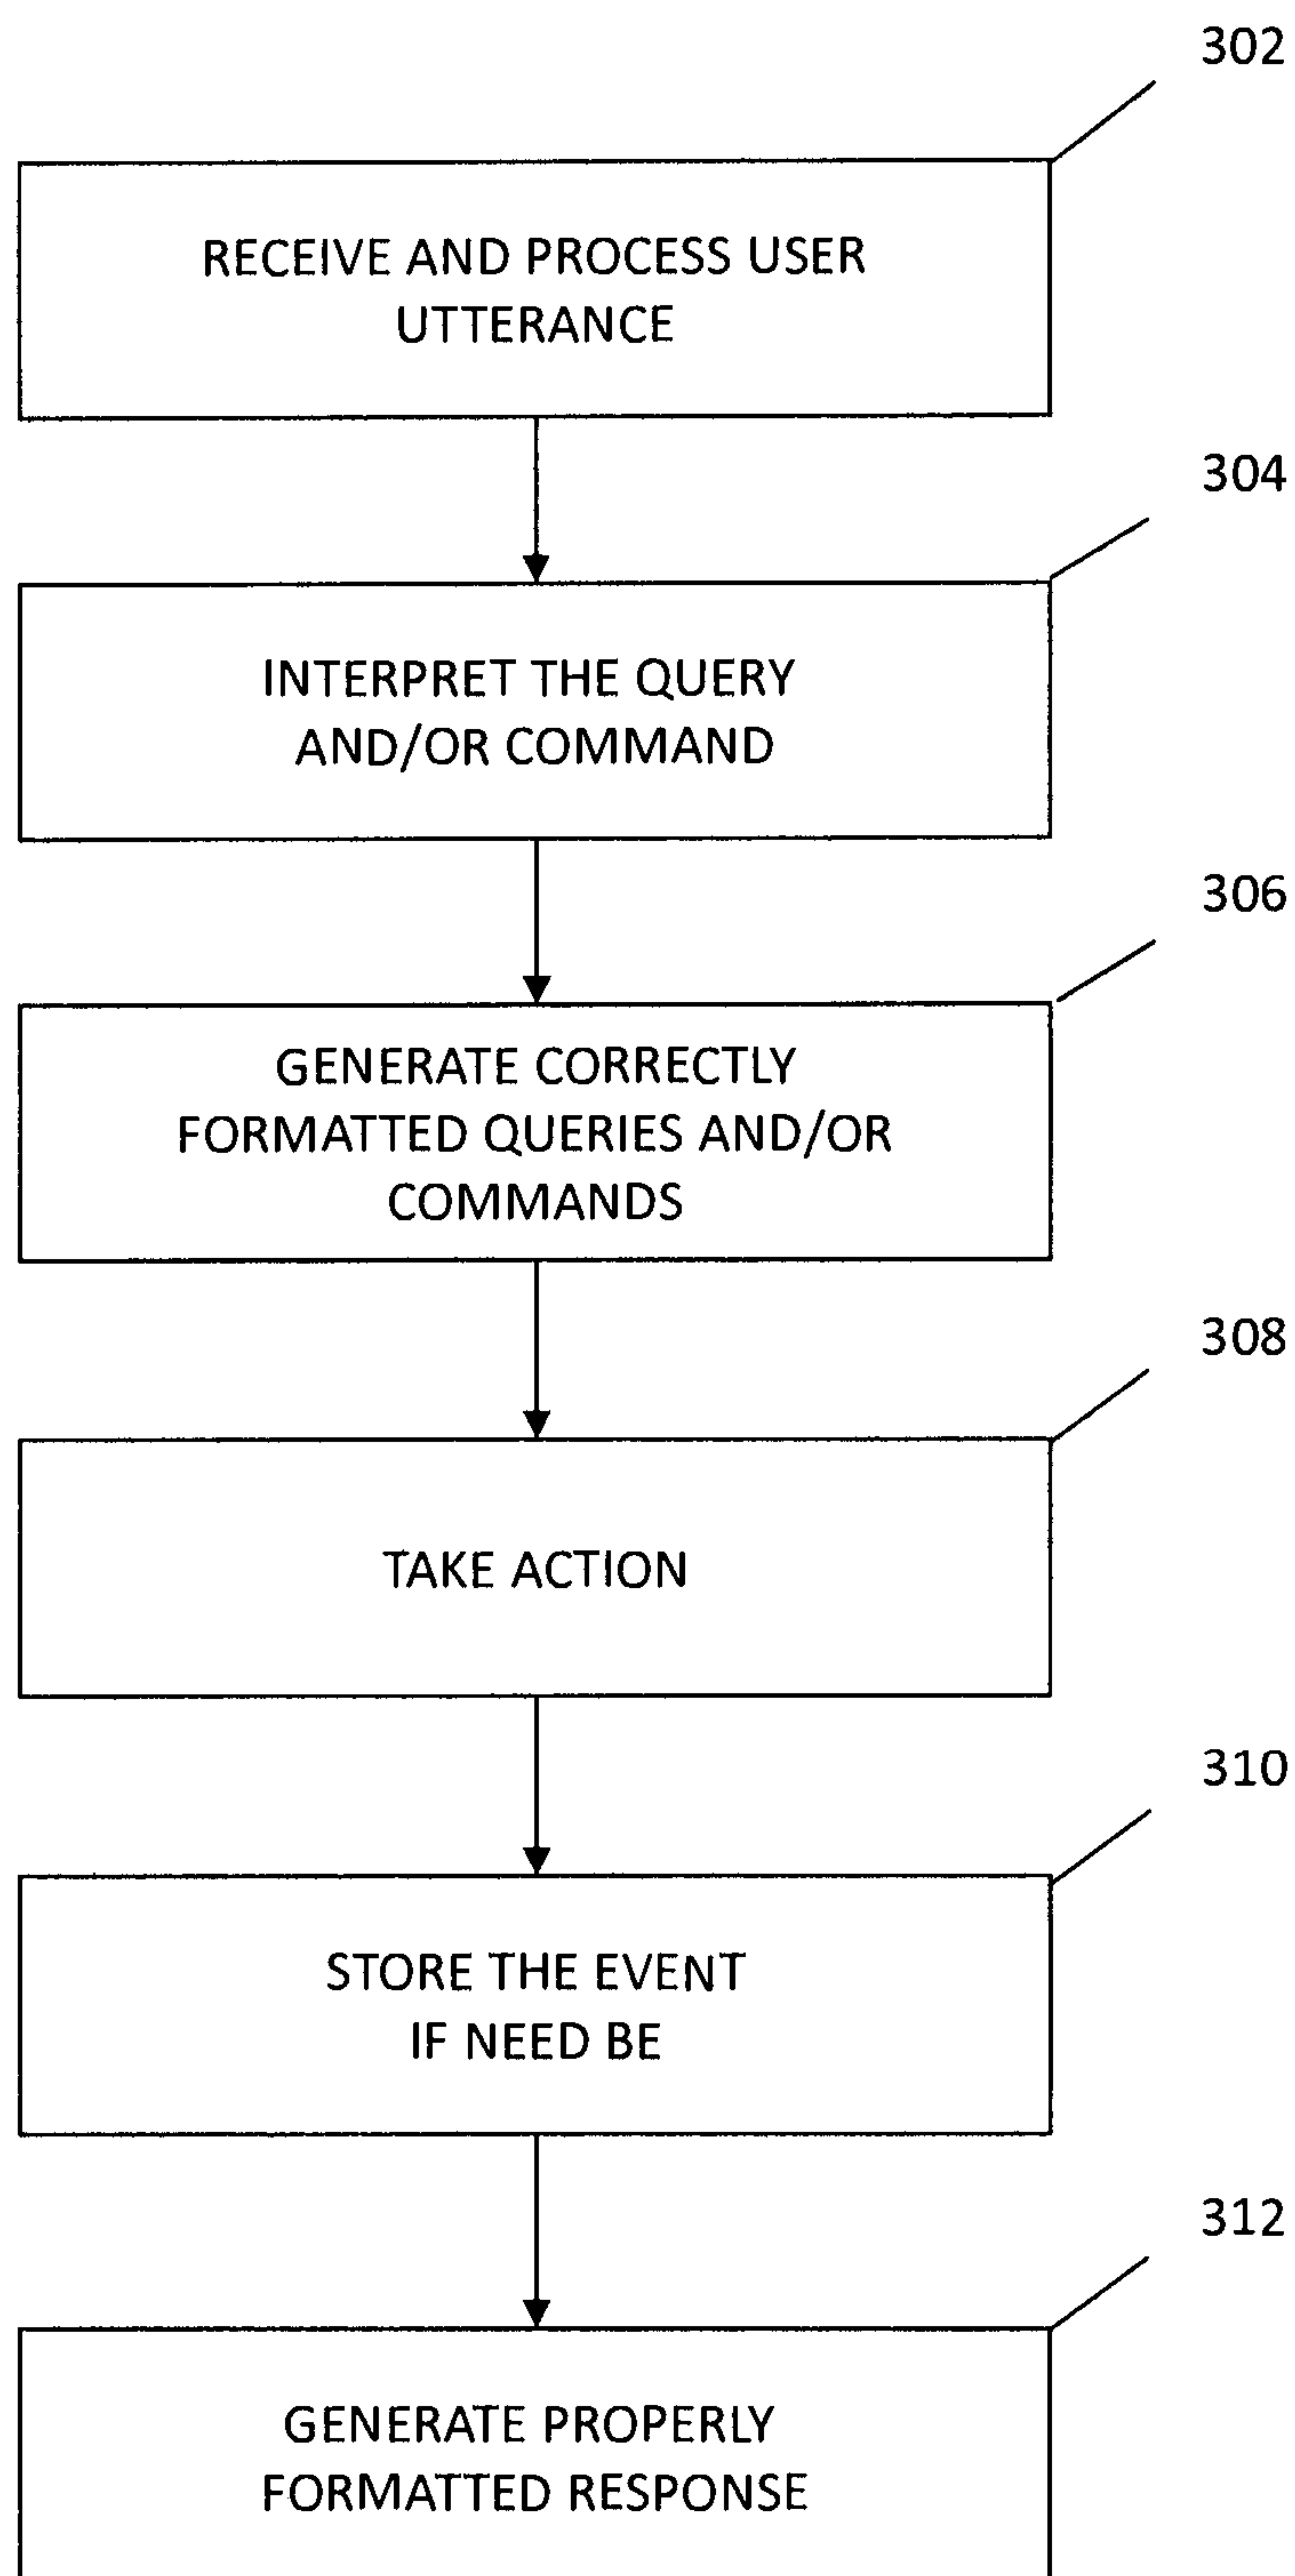 302
RECEIVE AND PROCESS USER
UTTERANCE
304
INTERPRET THE QUERY
AND/OR COMMAND
306
GENERATE CORRECTLY
FORMATTED QUERIES AND/OR
COMMANDS
308
TAKE ACTION
310
STORE THE EVENT
IF NEED BE
312
GENERATE PROPERLY
FORMATTED RESPONSE